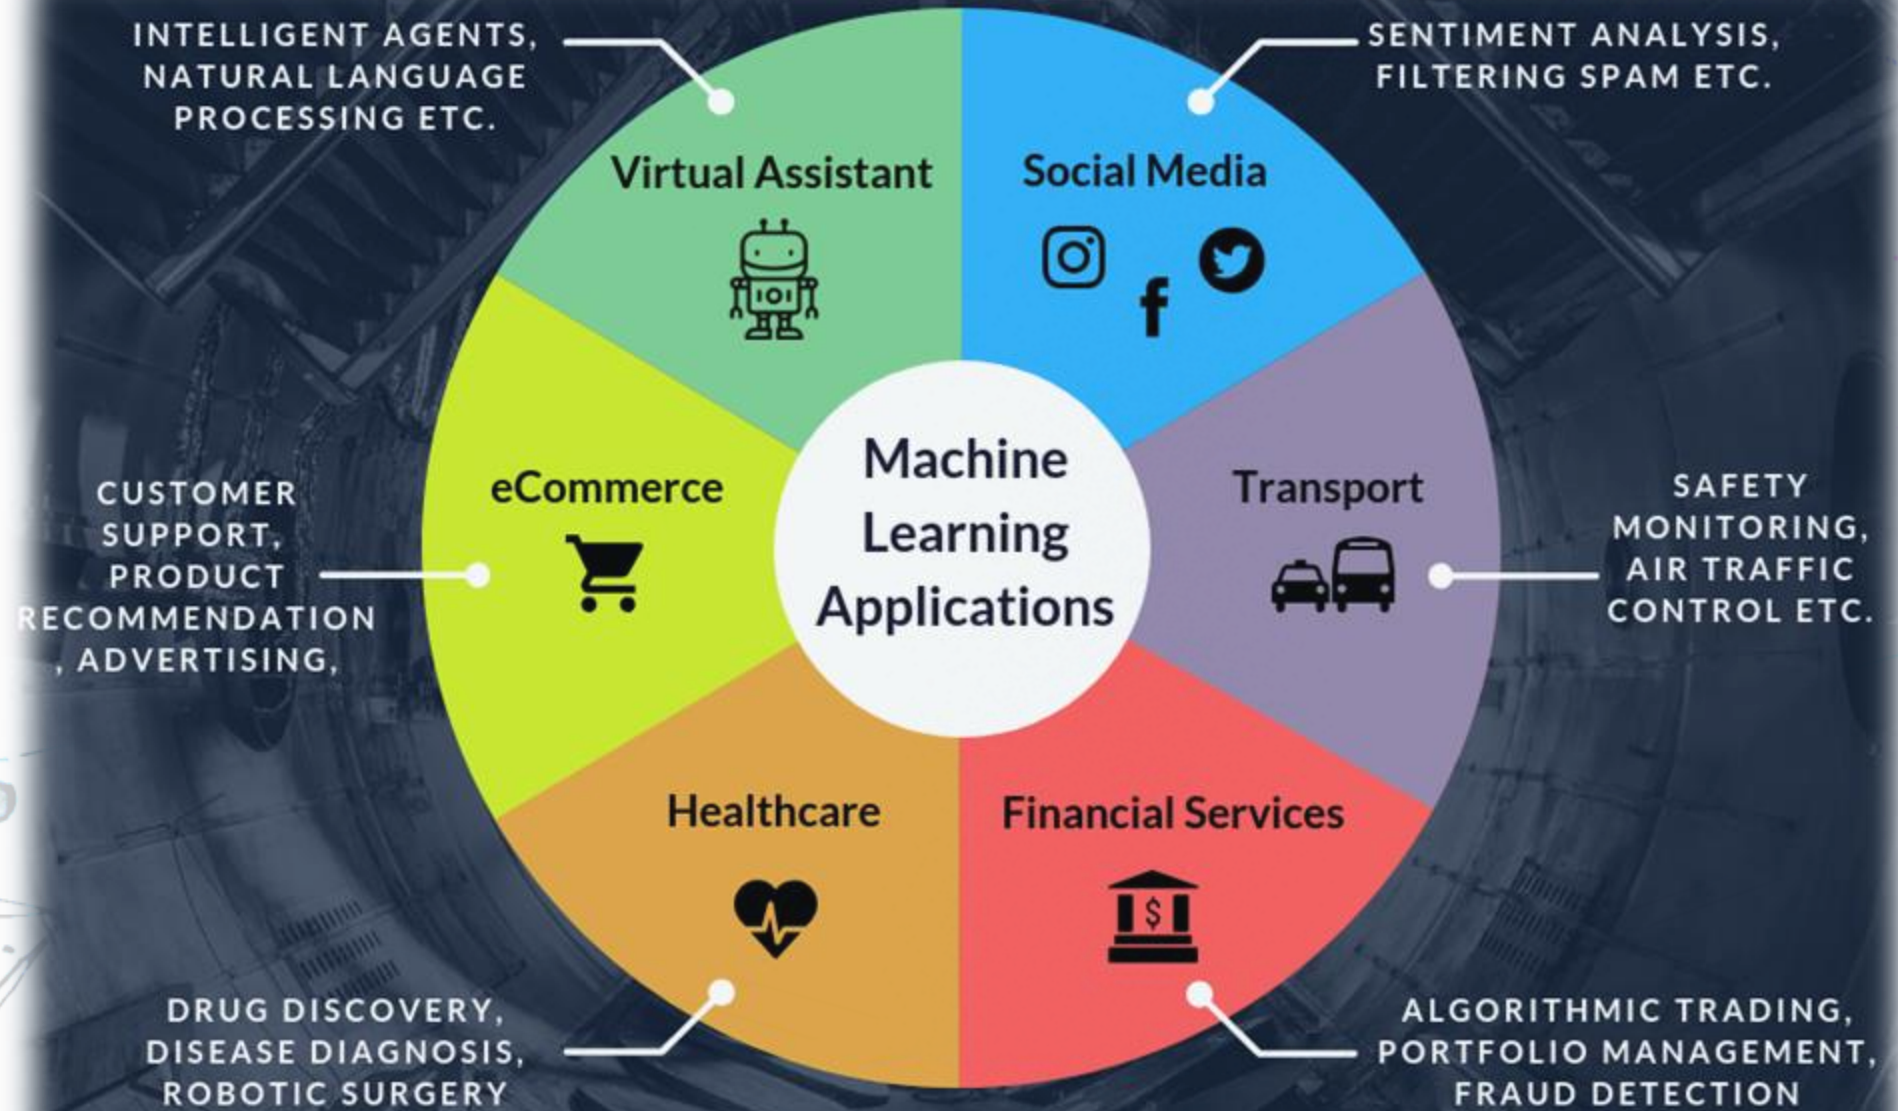 INTELLIGENT AGENTS,
NATURAL LANGUAGE
PROCESSING ETC.
SENTIMENT ANALYSIS,
FILTERING SPAM ETC.
Virtual Assistant
Social Media
CUSTOMER
SUPPORT,
PRODUCT
RECOMMENDATION
, ADVERTISING,
eCommerce
Machine
Learning
Applications
Transport
SAFETY
MONITORING,
AIR TRAFFIC
CONTROL ETC.
Healthcare
Financial Services
$
DRUG DISCOVERY,
DISEASE DIAGNOSIS,
ROBOTIC SURGERY
ALGORITHMIC TRADING,
PORTFOLIO MANAGEMENT,
FRAUD DETECTION